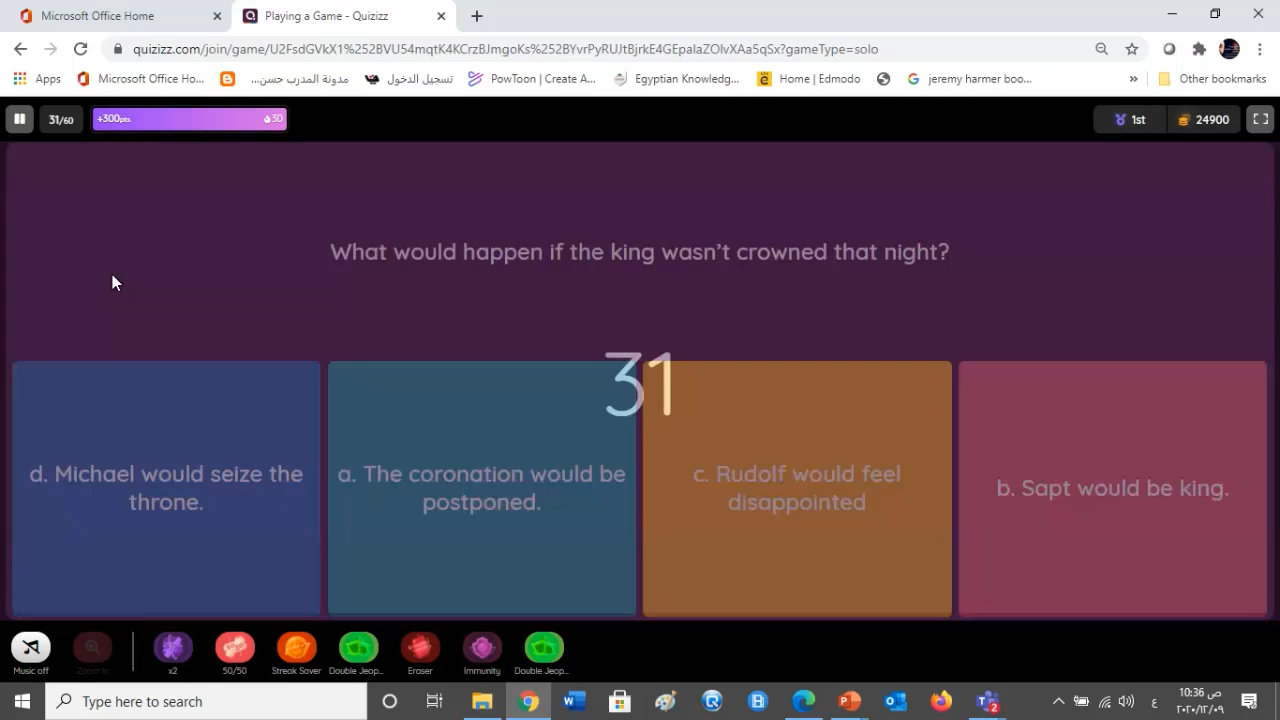 Microsoft Office Home
Playing a Game - Quizizz
quizizz.com/join/game/U2FsdGVkX1%252BVU54mqtK4KCrzBJmgoKs%252BYvrPyRUJtBjrkE4GEpaIaZOlvXAa5qSx?gameType=solo
Apps
Microsoft Office Ho...
مدونة المدرب حسن...
تسجيل الدخول
PowToon | Create A...
Egyptian Knowledg...
Home | Edmodo
jeremy harmer boo...
»
Other bookmarks
31/60
+300pts
30
1st
24900
What would happen if the king wasn't crowned that night?
31
d. Michael would seize the
throne.
a. The coronation would be
postponed.
c. Rudolf would feel
disappointed
b. Sapt would be king.
Music off
Zoom In
x2
50/50
Streak Saver
Double Jeop...
Eraser
Immunity
Double Jeop...
Type here to search
ع
10:36 ص
٢٠٢٠/١٢/٠٩